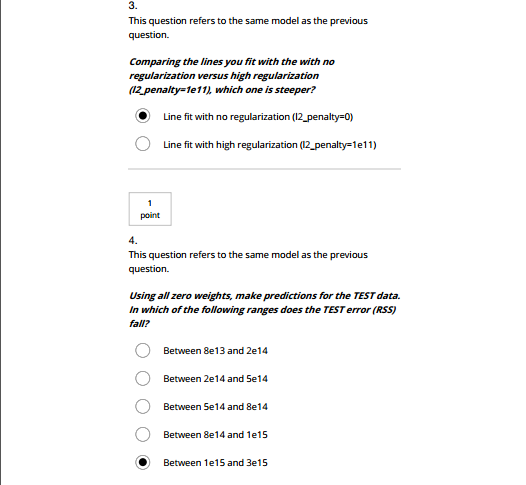 3.
This question refers to the same model as the previous
question.
Comparing the lines you fit with the with no
regularization versus high regularization
(l2_penalty=1e11), which one is steeper?
Line fit with no regularization (l2_penalty=0)
Line fit with high regularization (l2_penalty=1e11)
1
point
4.
This question refers to the same model as the previous
question.
Using all zero weights, make predictions for the TEST data.
In which of the following ranges does the TEST error (RSS)
fall?
Between 8e13 and 2e14
Between 2e14 and 5e14
Between 5e14 and 8e14
Between 8e14 and 1e15
Between 1e15 and 3e15